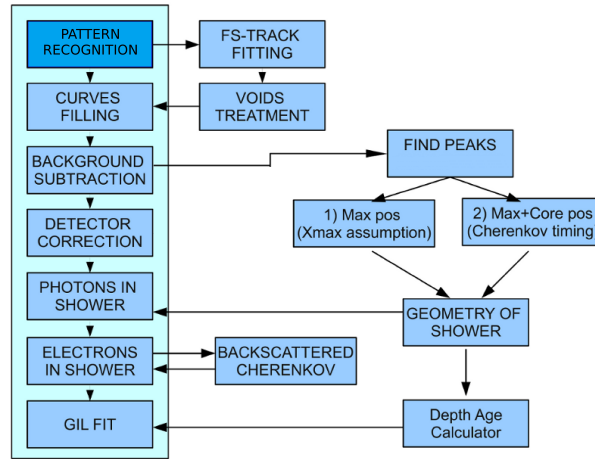 PATTERN
RECOGNITION
FS-TRACK
FITTING
CURVES
FILLING
VOIDS
TREATMENT
BACKGROUND
SUBTRACTION
FIND PEAKS
DETECTOR
CORRECTION
1) Max pos
(Xmax assumption)
2) Max+Core pos
(Cherenkov timing)
PHOTONS IN
SHOWER
GEOMETRY OF
SHOWER
ELECTRONS
IN SHOWER
BACKSCATTERED
CHERENKOV
GIL FIT
Depth Age
Calculator